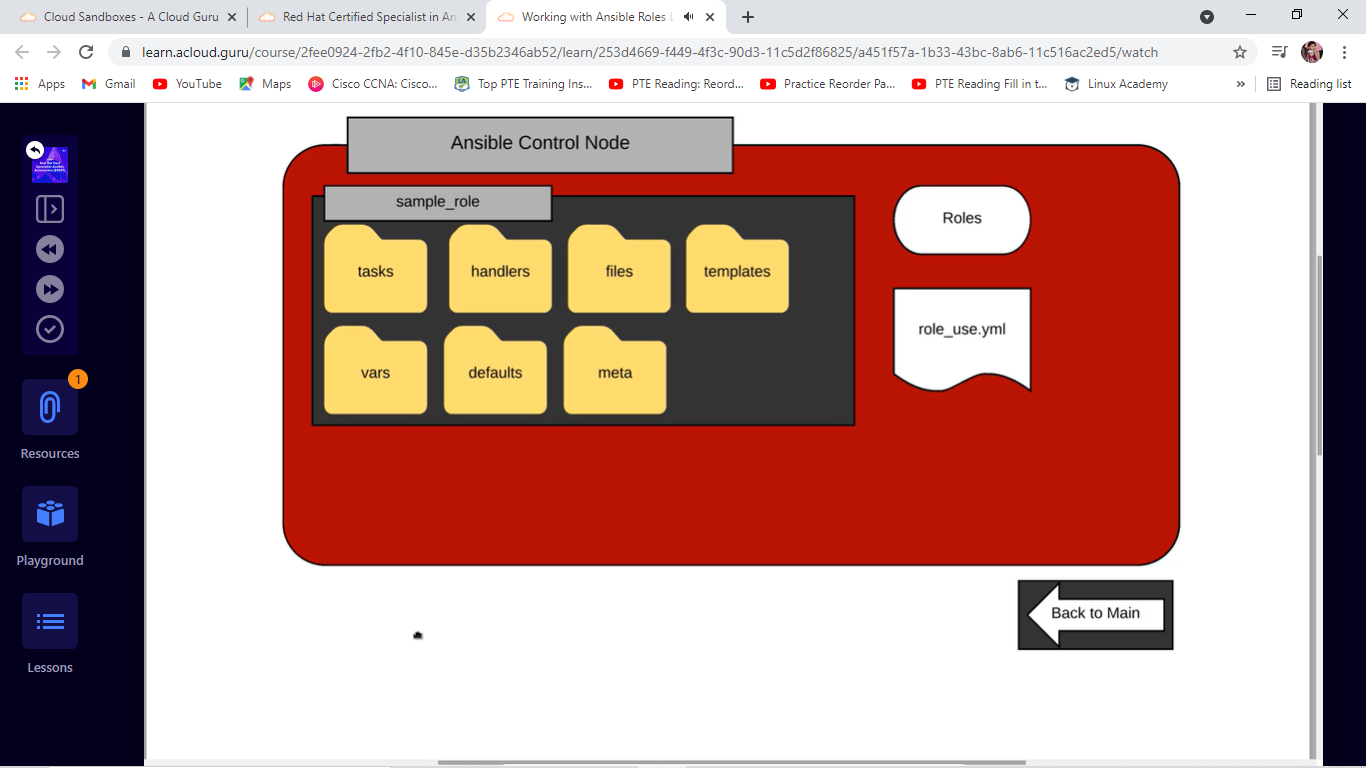 Cloud Sandboxes - A Cloud Guru
Red Hat Certified Specialist in An
Working with Ansible Roles L
learn.acloud.guru/course/2fee0924-2fb2-4f10-845e-d35b2346ab52/learn/253d4669-f449-4f3c-90d3-11c5d2f86825/a451f57a-1b33-43bc-8ab6-11c516ac2ed5/watch
Apps
Gmail
YouTube
Maps
Cisco CCNA: Cisco...
Top PTE Training Ins...
PTE Reading: Reord...
Practice Reorder Pa...
PTE Reading Fill in t...
Linux Academy
»
Reading list
1
Resources
Playground
Lessons
Ansible Control Node
sample_role
tasks
handlers
files
templates
vars
defaults
meta
Roles
role_use.yml
Back to Main